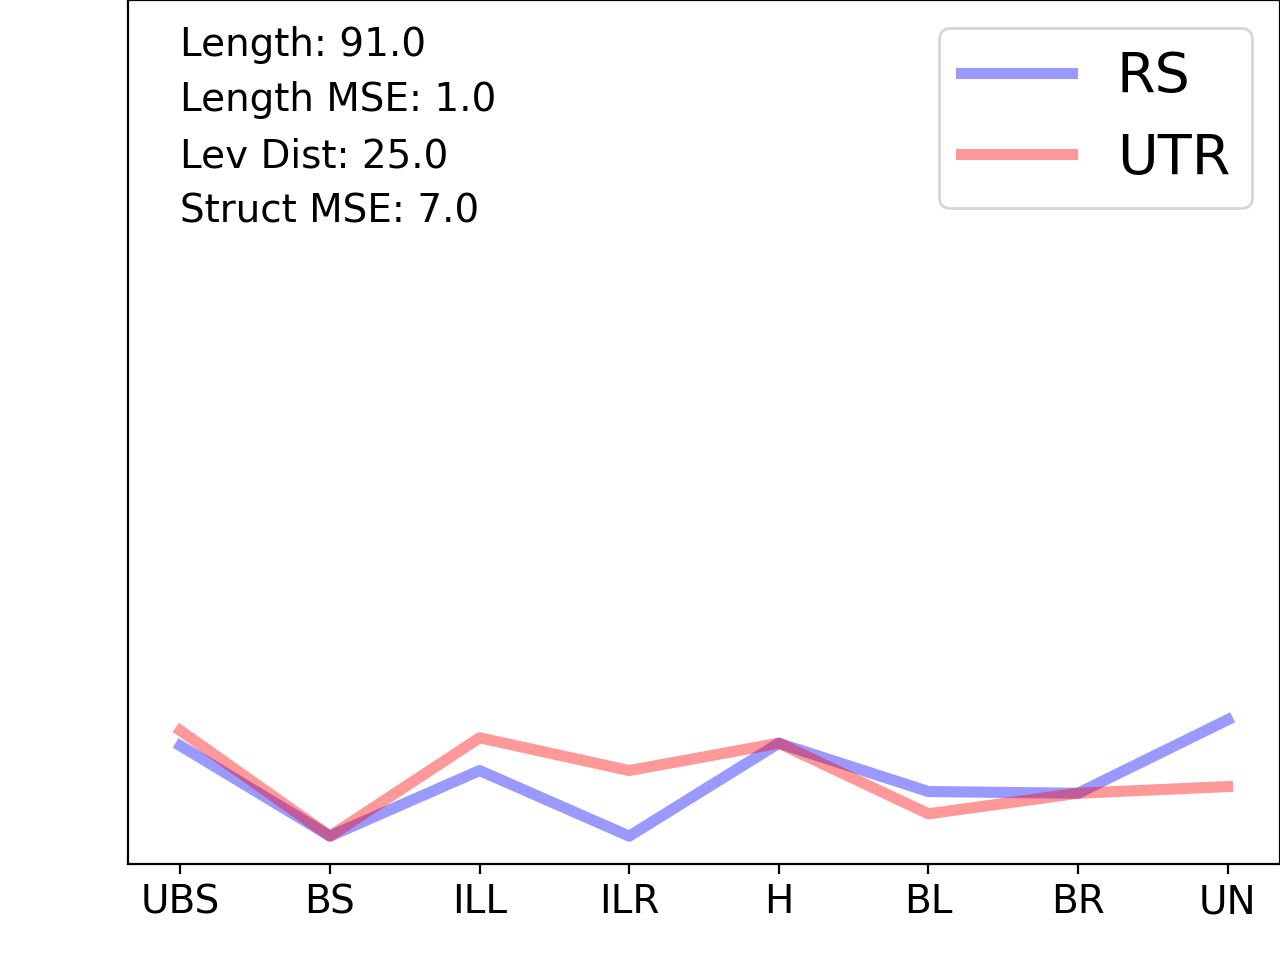 Length: 91.0
Length MSE: 1.0
Lev Dist: 25.0
Struct MSE: 7.0
RS
UTR
UBS BS ILL ILR H BL BR UN